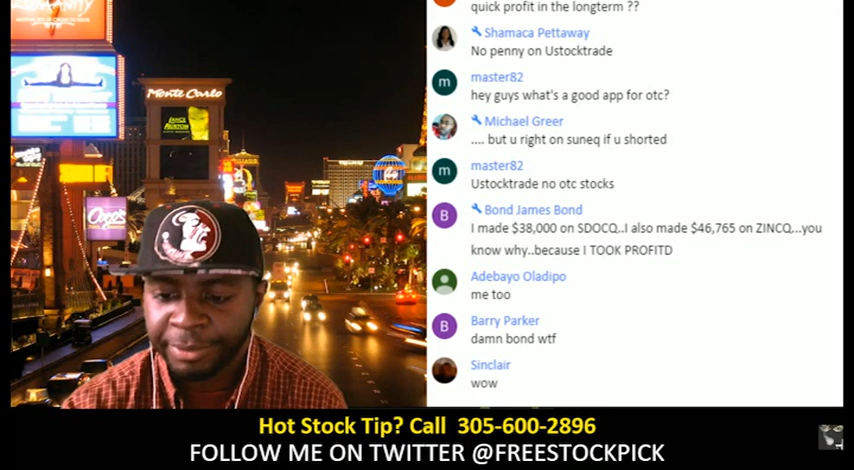 HUMANITY
Monte Carlo
LANCE
BURTON
quick profit in the longterm ??
Shamaca Pettaway
No penny on Ustocktrade
m master82
hey guys what's a good app for otc?
Michael Greer
.... but u right on suneq if u shorted
m master82
Ustocktrade no otc stocks
B Bond James Bond
I made $38,000 on SDOCQ..I also made $46,765 on ZINCQ...you
know why..because I TOOK PROFITD
Adebayo Oladipo
me too
B Barry Parker
damn bond wtf
Sinclair
wow
Hot Stock Tip? Call 305-600-2896
FOLLOW ME ON TWITTER @FREESTOCKPICK